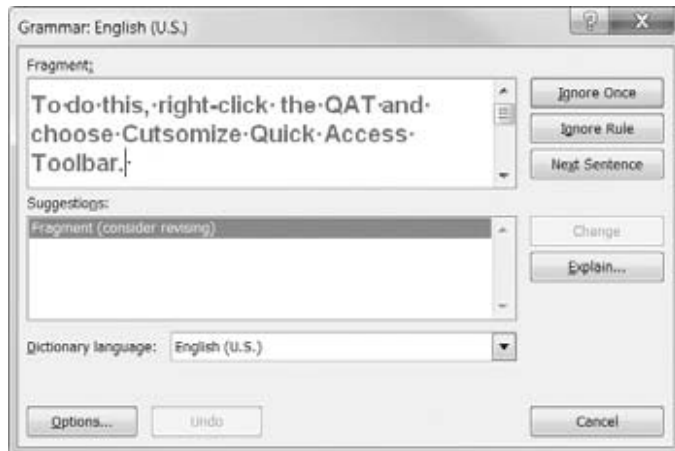 Grammar: English (U.S.)
Fragment:
To·do·this,·right-click·the·QAT·and·
choose·Cutsomize·Quick·Access·
Toolbar.·
Ignore Once
Ignore Rule
Next Sentence
Suggestions:
Fragment (consider revising)
Change
Explain...
Dictionary language:
English (U.S.)
Options...
Undo
Cancel